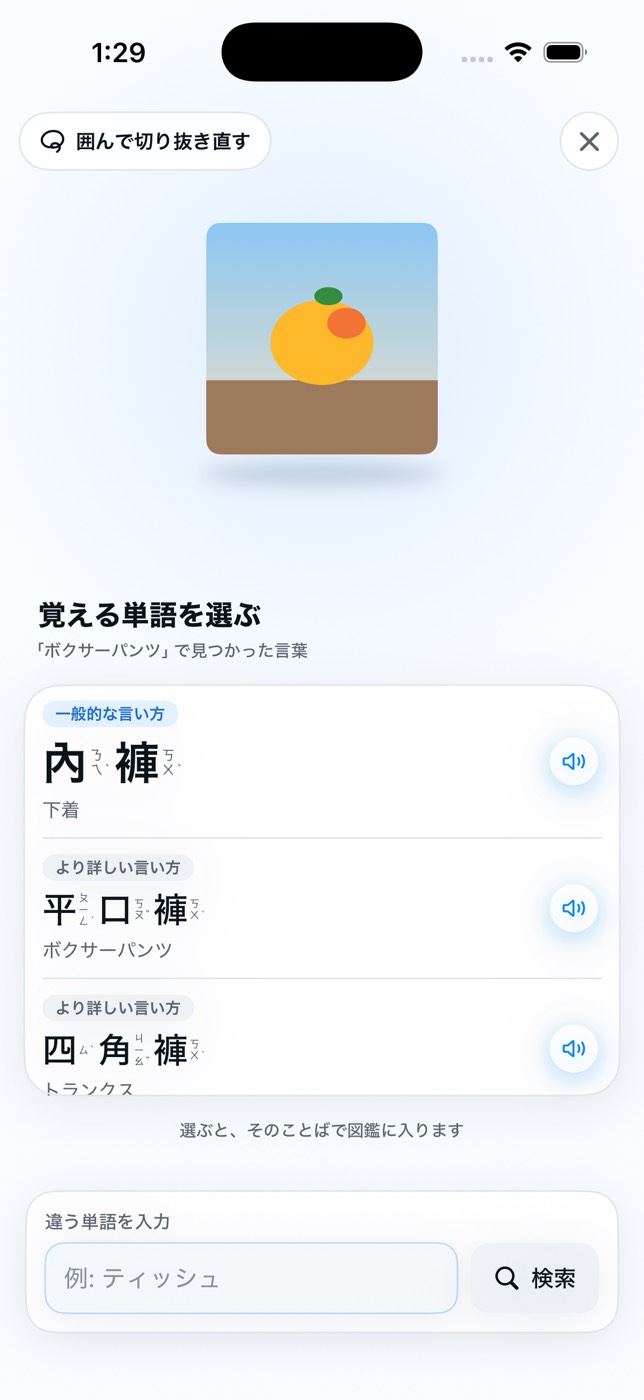 1:29
囲んで切り抜き直す
覚える単語を選ぶ
「ボクサーパンツ」で見つかった言葉
一般的な言い方
內ㄋㄟˋ褲ㄎㄨˋ
下着
より詳しい言い方
平ㄆㄧㄥˊ口ㄎㄡˇ褲ㄎㄨˋ
ボクサーパンツ
より詳しい言い方
四ㄙˋ角ㄐㄧㄠˇ褲ㄎㄨˋ
トランクス
選ぶと、そのことばで図鑑に入ります
違う単語を入力
例: ティッシュ
検索